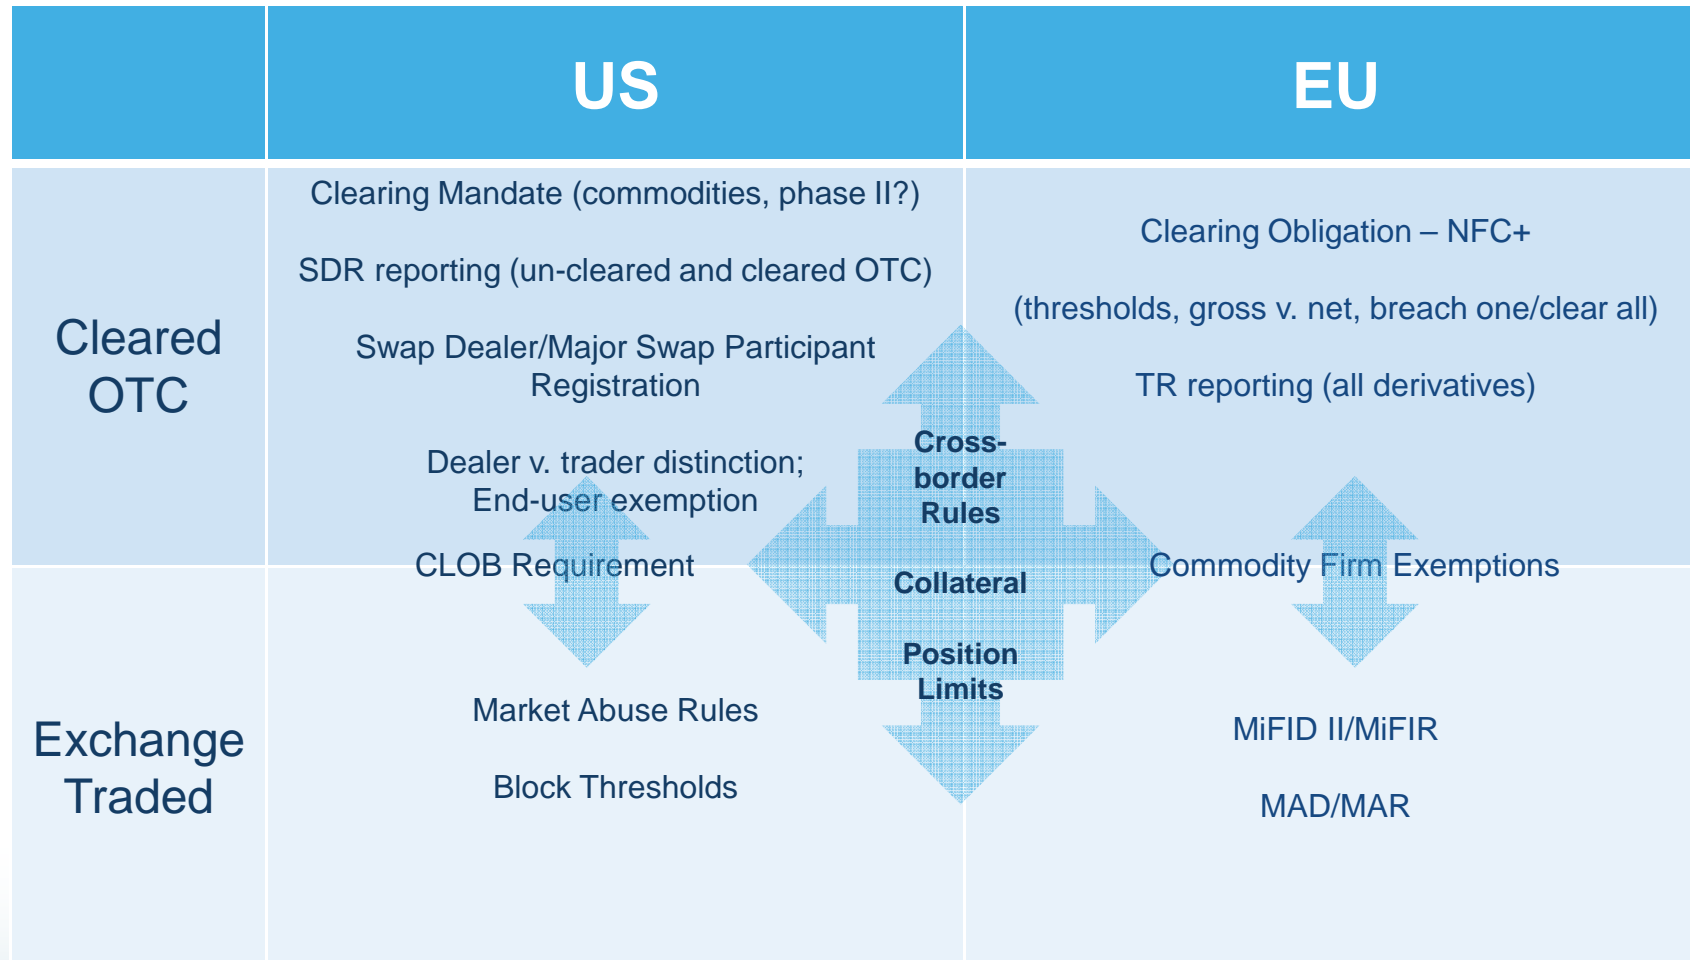 US
EU
Cleared
OTC
Clearing Mandate (commodities, phase II?)
SDR reporting (un-cleared and cleared OTC)
Swap Dealer/Major Swap Participant
Registration
Dealer v. trader distinction;
End-user exemption
CLOB Requirement
Clearing Obligation – NFC+
(thresholds, gross v. net, breach one/clear all)
TR reporting (all derivatives)
Commodity Firm Exemptions
Cross-
border
Rules
Collateral
Position
Limits
Exchange
Traded
Market Abuse Rules
Block Thresholds
MiFID II/MiFIR
MAD/MAR